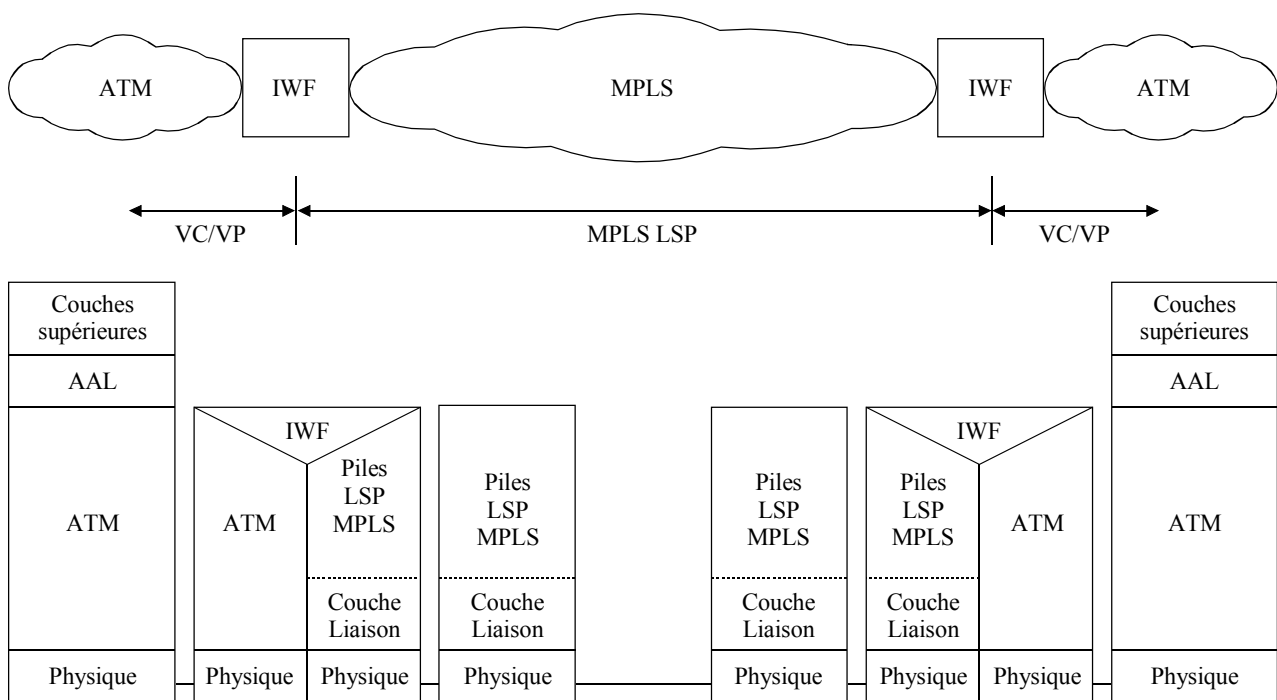 ATM
IWF
MPLS
IWF
ATM
VC/VP
MPLS LSP
VC/VP
Couches
supérieures
AAL
ATM
Physique
IWF
ATM
Physique
Piles
LSP
MPLS
Couche
Liaison
Physique
Piles
LSP
MPLS
Couche
Liaison
Physique
Piles
LSP
MPLS
Couche
Liaison
Physique
IWF
Piles
LSP
MPLS
Couche
Liaison
Physique
ATM
Physique
Couches
supérieures
AAL
ATM
Physique